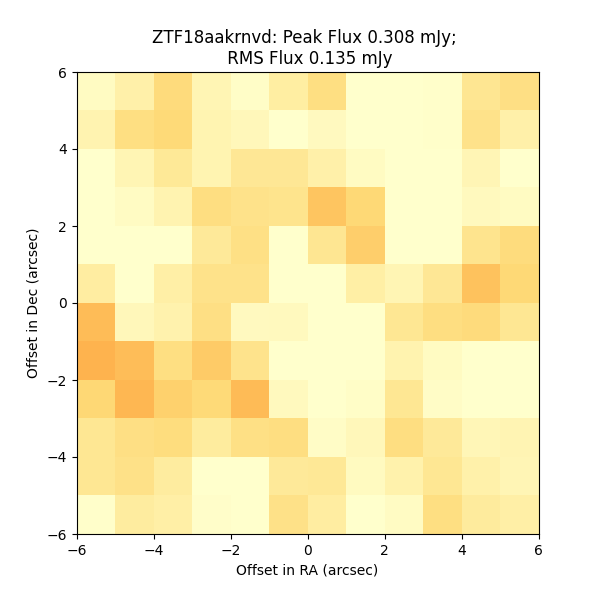 ZTF18aakrnvd: Peak Flux 0.308 mJy;
RMS Flux 0.135 mJy
6
4
2
0
−2
−4
−6
Offset in Dec (arcsec)
−6 −4 −2 0 2 4 6
Offset in RA (arcsec)